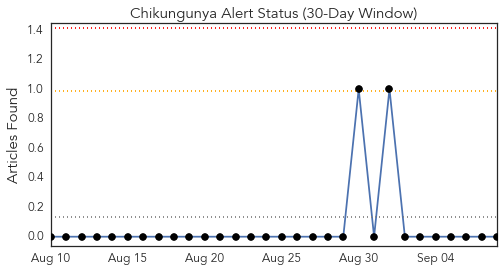 Chikungunya Alert Status (30-Day Window)
Articles Found
1.4
1.2
1.0
0.8
0.6
0.4
0.2
0.0
Aug 10 Aug 15 Aug 20 Aug 25 Aug 30 Sep 04